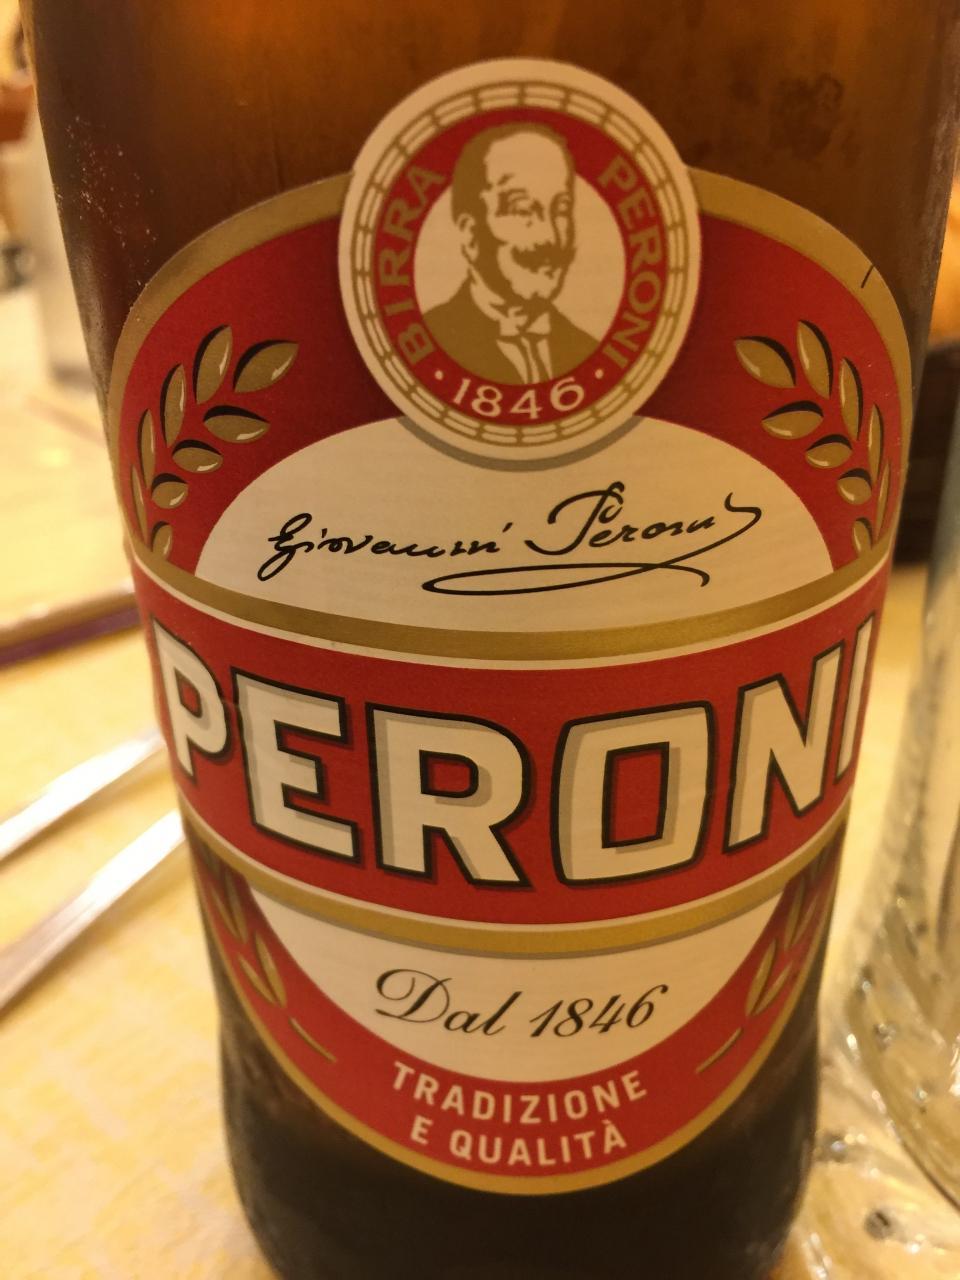 BIRRA PERONI
· 1846 ·
Giovanni Peroni
PERONI
Dal 1846
TRADIZIONE
E QUALITÀ